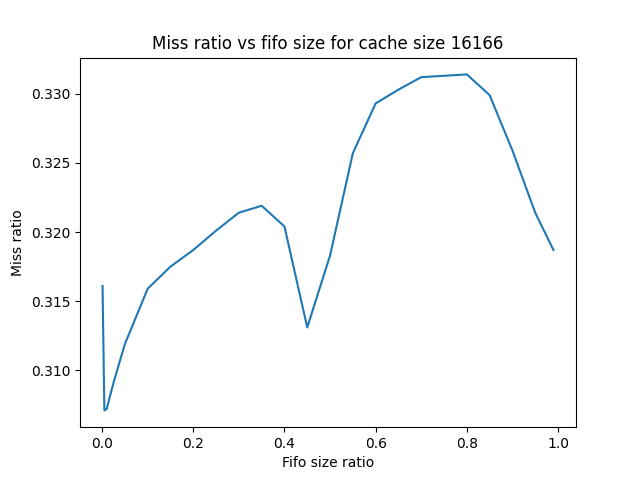 Miss ratio vs fifo size for cache size 16166
0.330
0.325
0.320
0.315
0.310
Miss ratio
0.0 0.2 0.4 0.6 0.8 1.0
Fifo size ratio